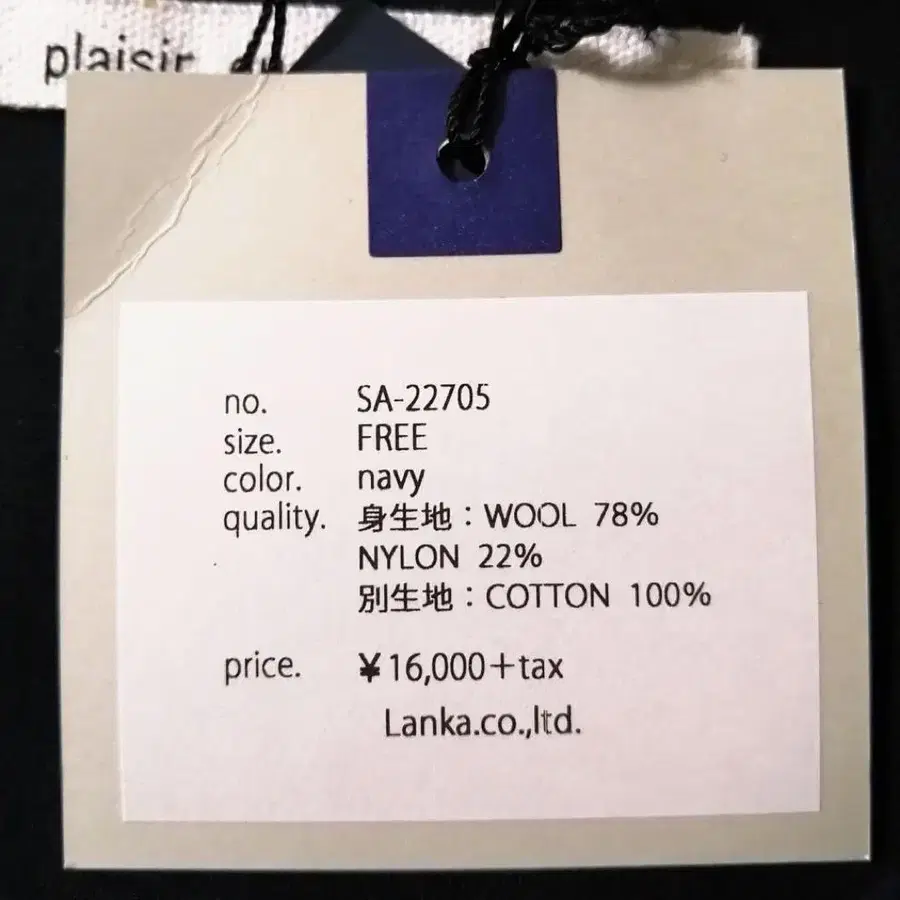 plaisir
no. SA-22705
size. FREE
color. navy
quality. 身生地：WOOL 78%
NYLON 22%
別生地：COTTON 100%
price. ¥16,000+tax
Lanka.co.,ltd.